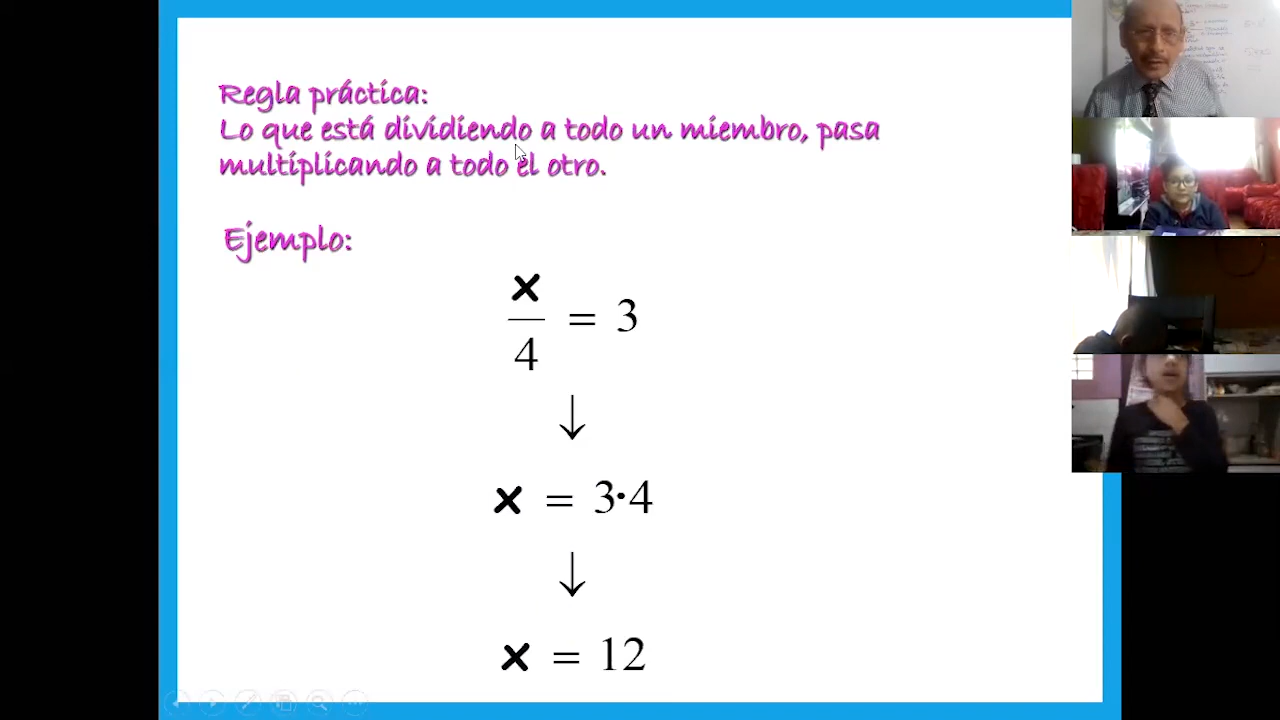 Regla práctica:
Lo que está dividiendo a todo un miembro, pasa
multiplicando a todo el otro.
Ejemplo:
x/4 = 3
↓
x = 3·4
↓
x = 12